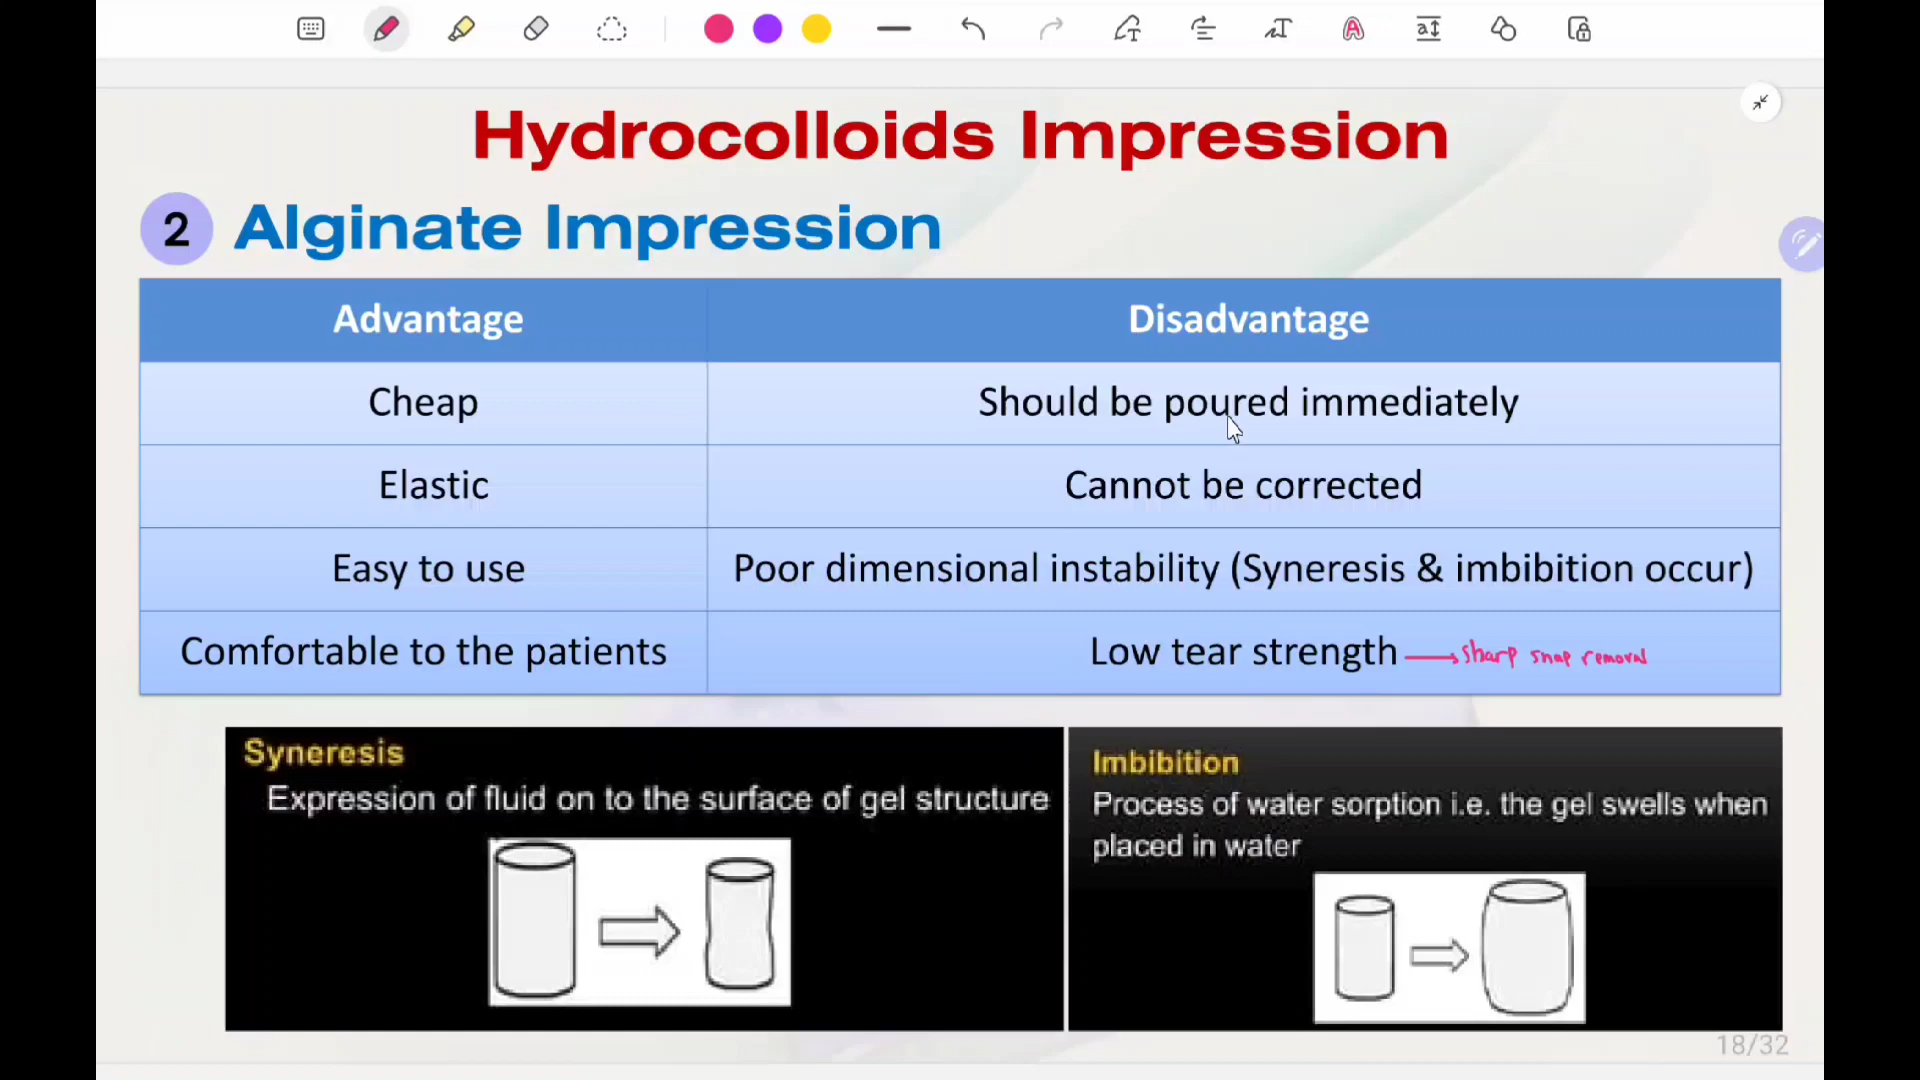 Hydrocolloids Impression
2 Alginate Impression
Advantage Disadvantage
Cheap Should be poured immediately
Elastic Cannot be corrected
Easy to use Poor dimensional instability (Syneresis & imbibition occur)
Comfortable to the patients Low tear strength sharp snap removal
Syneresis
Expression of fluid on to the surface of gel structure
Imbibition
Process of water sorption i.e. the gel swells when
placed in water
18/32